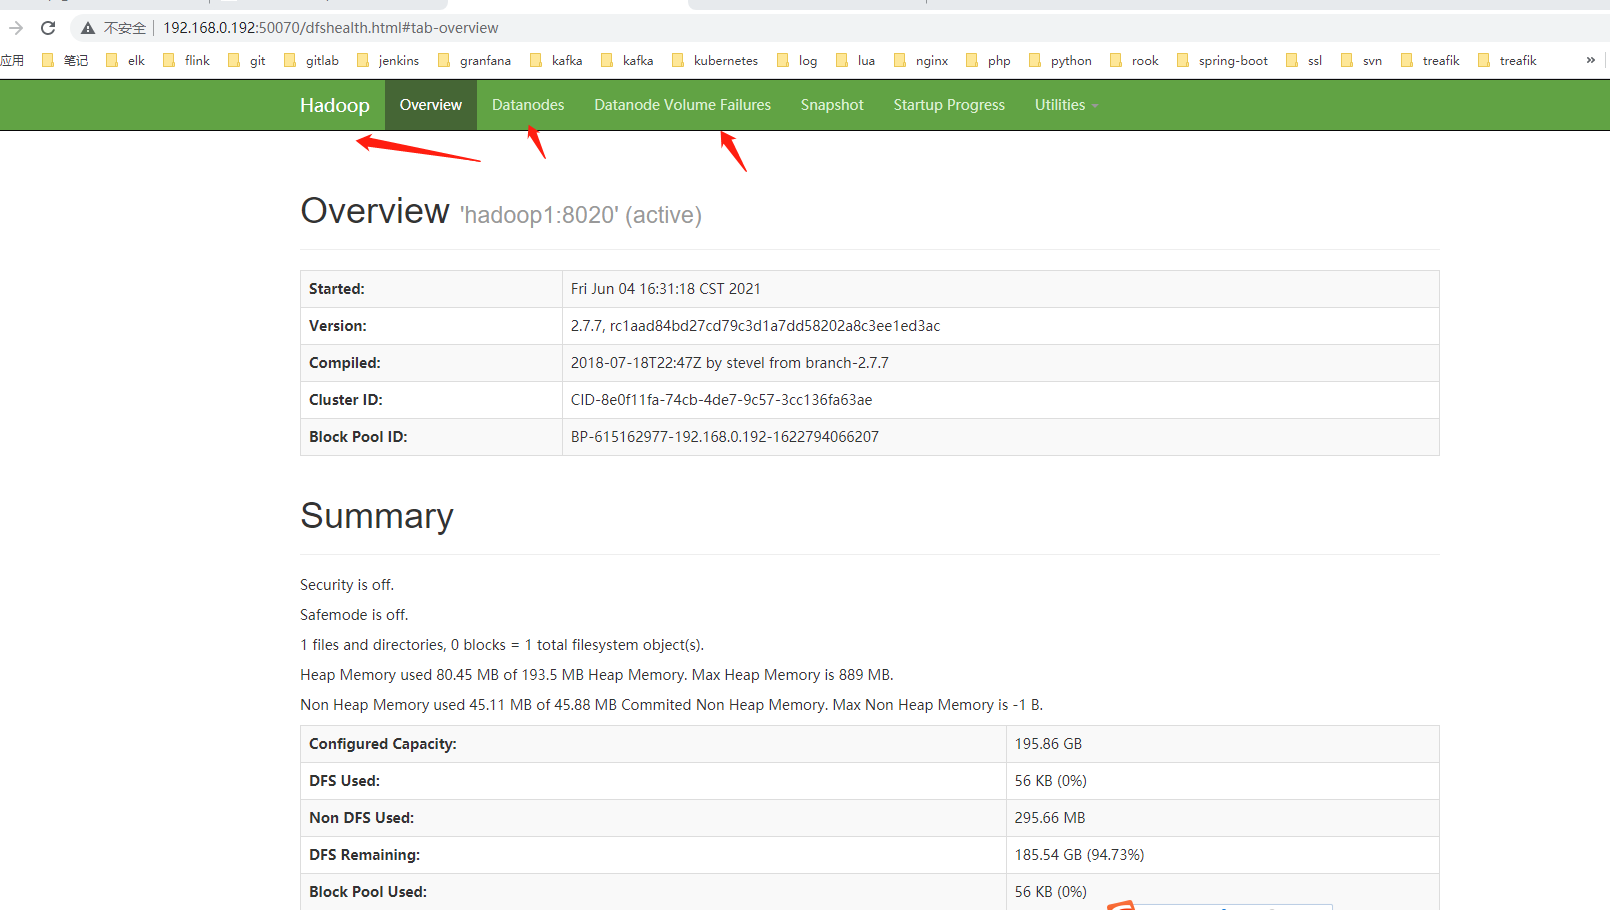 不安全 192.168.0.192:50070/dfshealth.html#tab-overview
应用 笔记 elk flink git gitlab jenkins granfana kafka kafka kubernetes log lua nginx php python rook spring-boot ssl svn treafik treafik »
Hadoop Overview Datanodes Datanode Volume Failures Snapshot Startup Progress Utilities
Overview 'hadoop1:8020' (active)
Started: Fri Jun 04 16:31:18 CST 2021
Version: 2.7.7, rc1aad84bd27cd79c3d1a7dd58202a8c3ee1ed3ac
Compiled: 2018-07-18T22:47Z by stevel from branch-2.7.7
Cluster ID: CID-8e0f11fa-74cb-4de7-9c57-3cc136fa63ae
Block Pool ID: BP-615162977-192.168.0.192-1622794066207
Summary
Security is off.
Safemode is off.
1 files and directories, 0 blocks = 1 total filesystem object(s).
Heap Memory used 80.45 MB of 193.5 MB Heap Memory. Max Heap Memory is 889 MB.
Non Heap Memory used 45.11 MB of 45.88 MB Commited Non Heap Memory. Max Non Heap Memory is -1 B.
Configured Capacity: 195.86 GB
DFS Used: 56 KB (0%)
Non DFS Used: 295.66 MB
DFS Remaining: 185.54 GB (94.73%)
Block Pool Used: 56 KB (0%)